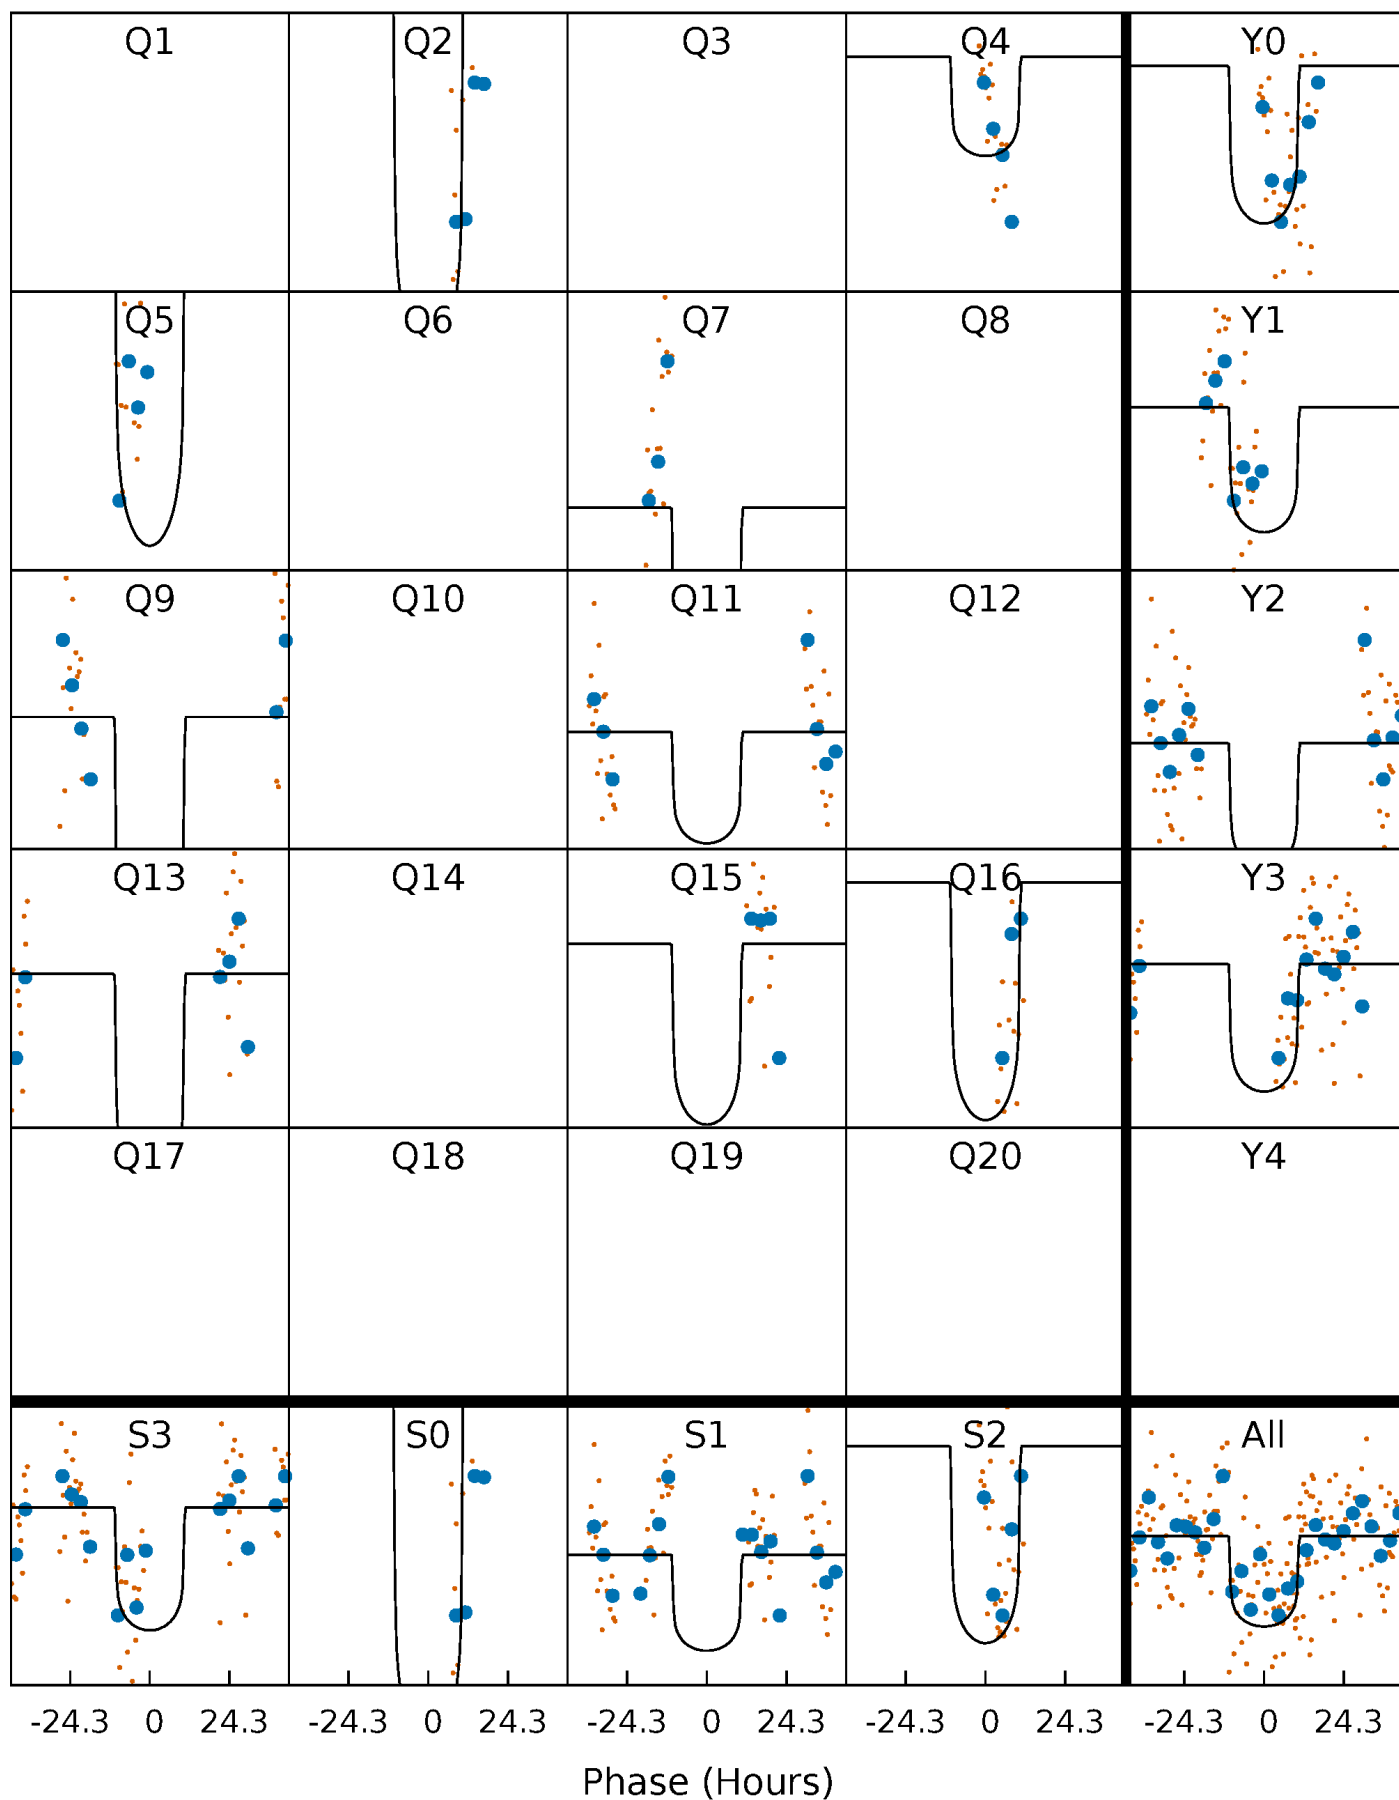 Q1 Q2 Q3 Q4 Y0
Q5 Q6 Q7 Q8 Y1
Q9 Q10 Q11 Q12 Y2
Q13 Q14 Q15 Q16 Y3
Q17 Q18 Q19 Q20 Y4
S3 S0 S1 S2 All
-24.3 0 24.3 -24.3 0 24.3 -24.3 0 24.3 -24.3 0 24.3 -24.3 0 24.3
Phase (Hours)